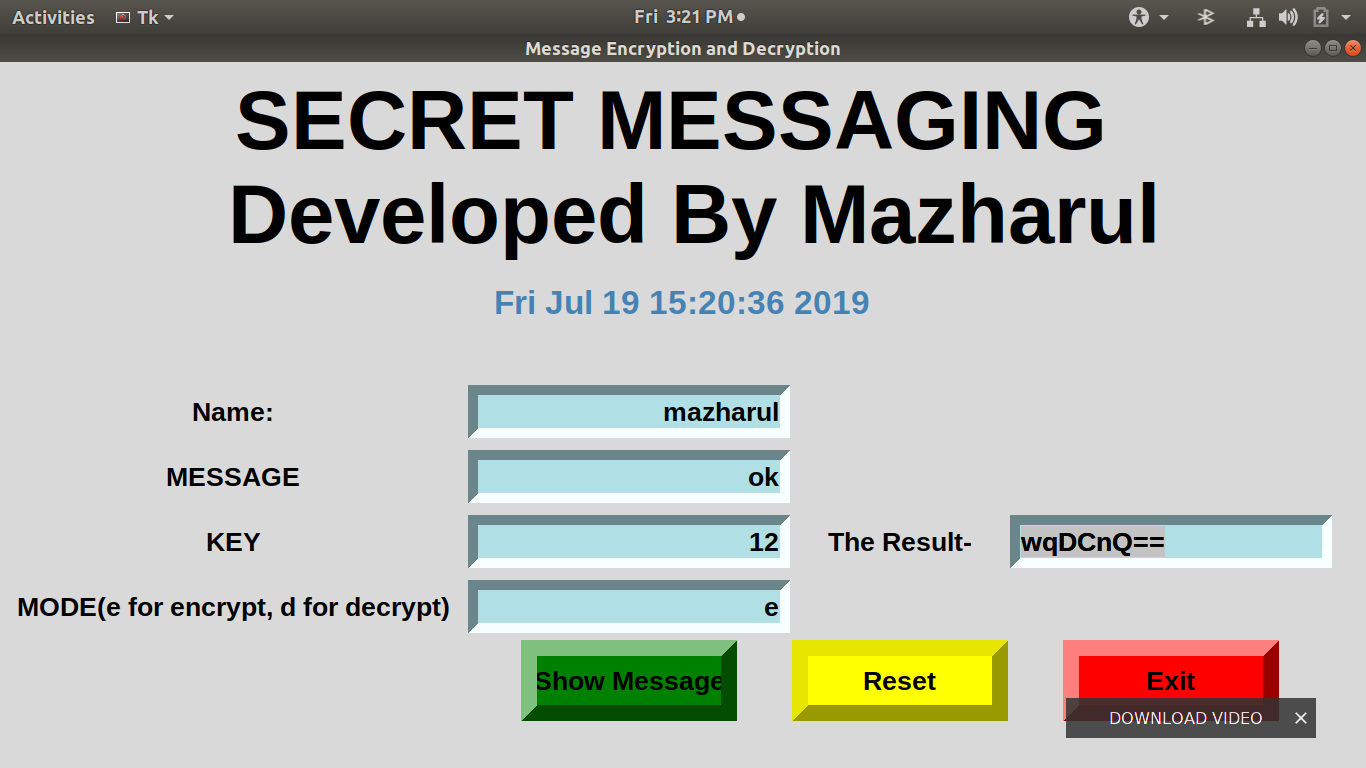 Activities Tk Fri 3:21 PM
Message Encryption and Decryption
SECRET MESSAGING
Developed By Mazharul
Fri Jul 19 15:20:36 2019
Name: mazharul
MESSAGE ok
KEY 12 The Result- wqDCnQ==
MODE(e for encrypt, d for decrypt) e
Show Message Reset Exit
DOWNLOAD VIDEO